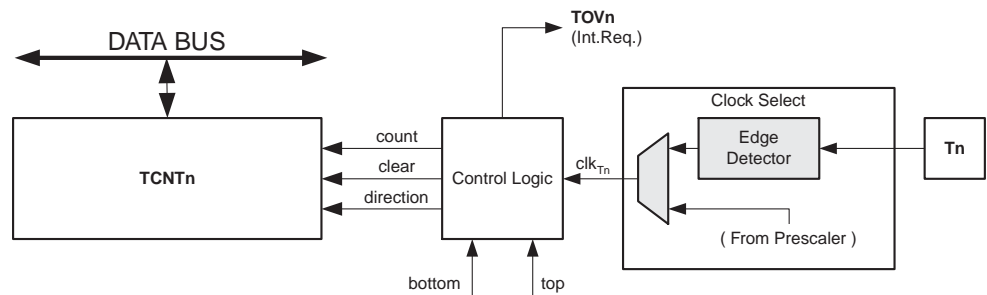 TOVn
(Int.Req.)
DATA BUS
Clock Select
count
Edge
Detector
Tn
TCNTn
clear
Control Logic
clkTn
direction
( From Prescaler )
bottom
top